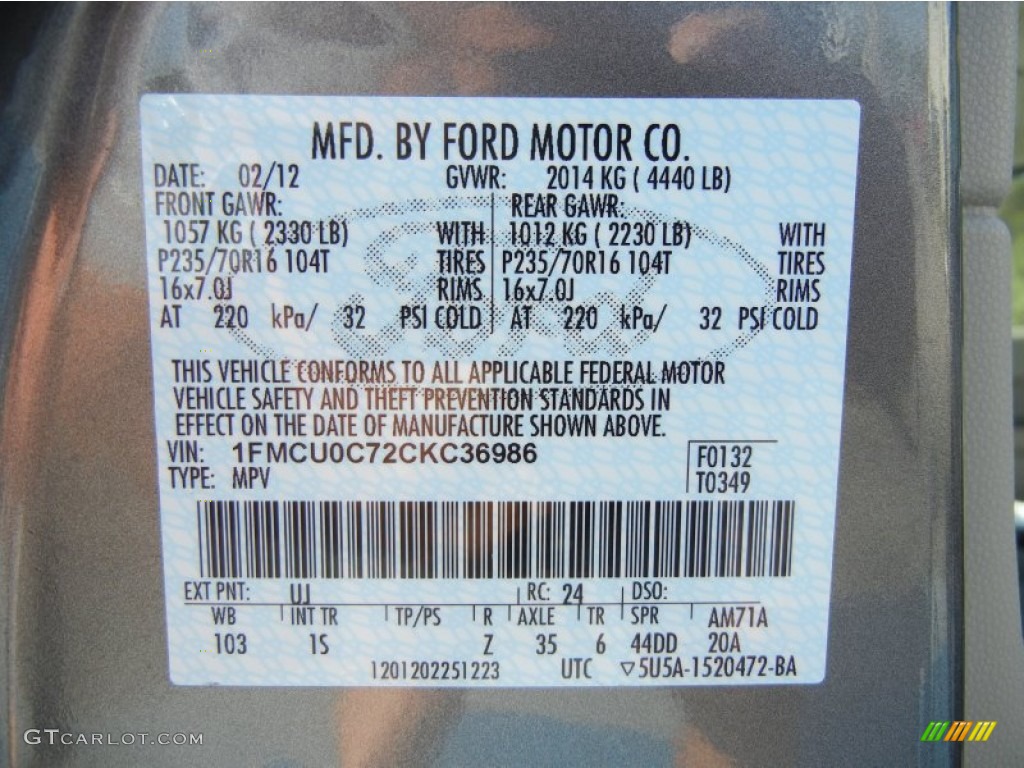 MFD. BY FORD MOTOR CO.
DATE: 02/12 GVWR: 2014 KG ( 4440 LB)
FRONT GAWR: REAR GAWR:
1057 KG ( 2330 LB) WITH 1012 KG ( 2230 LB) WITH
P235/70R16 104T TIRES P235/70R16 104T TIRES
16x7.0J RIMS 16x7.0J RIMS
AT 220 kPa/ 32 PSI COLD AT 220 kPa/ 32 PSI COLD
THIS VEHICLE CONFORMS TO ALL APPLICABLE FEDERAL MOTOR
VEHICLE SAFETY AND THEFT PREVENTION STANDARDS IN
EFFECT ON THE DATE OF MANUFACTURE SHOWN ABOVE.
VIN: 1FMCU0C72CKC36986 F0132
TYPE: MPV T0349
EXT PNT: UJ RC: 24 DSO:
WB INT TR TP/PS R AXLE TR SPR AM71A
103 1S Z 35 6 44DD 20A
1201202251223 UTC ▽5U5A-1520472-BA
GTCARLOT.COM